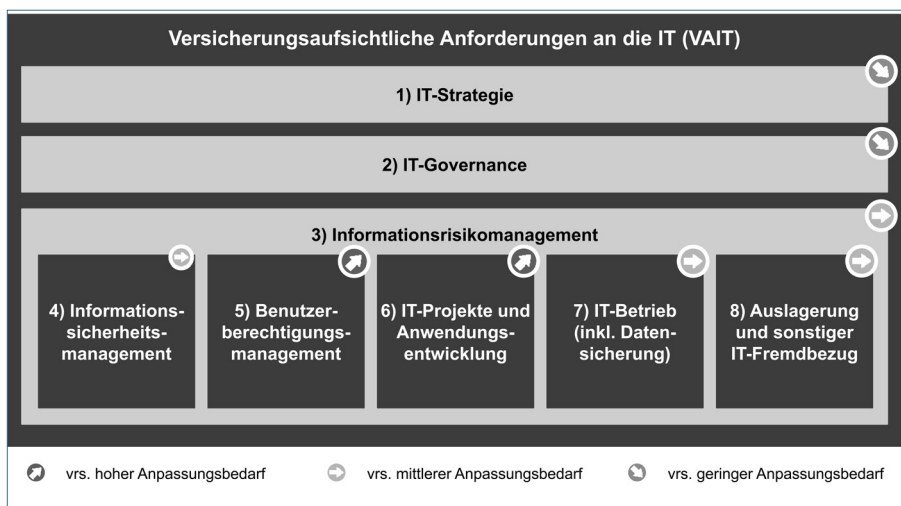 Versicherungsaufsichtliche Anforderungen an die IT (VAIT)
1) IT-Strategie
2) IT-Governance
3) Informationsrisikomanagement
4) Informations-
sicherheits-
management
5) Benutzer-
berechtigungs-
management
6) IT-Projekte und
Anwendungs-
entwicklung
7) IT-Betrieb
(inkl. Daten-
sicherung)
8) Auslagerung
und sonstiger
IT-Fremdbezug
vrs. hoher Anpassungsbedarf
vrs. mittlerer Anpassungsbedarf
vrs. geringer Anpassungsbedarf